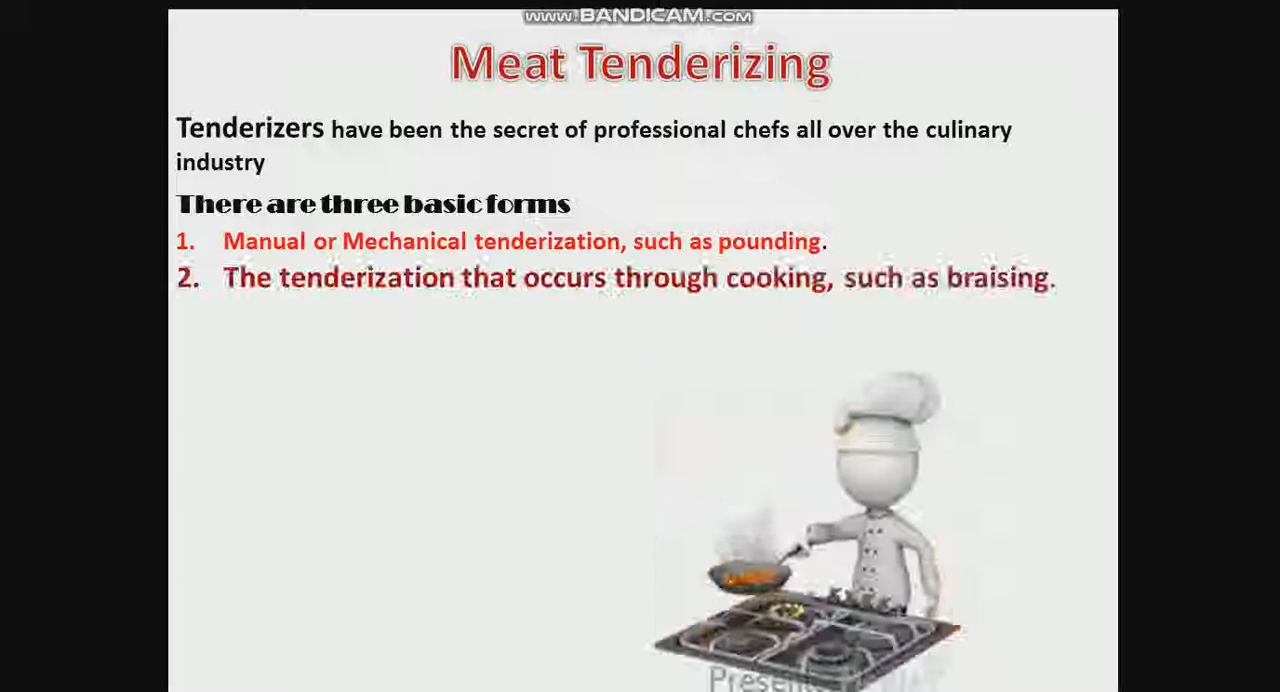 www.BANDICAM.com
Meat Tenderizing
Tenderizers have been the secret of professional chefs all over the culinary
industry
There are three basic forms
1. Manual or Mechanical tenderization, such as pounding.
2. The tenderization that occurs through cooking, such as braising.